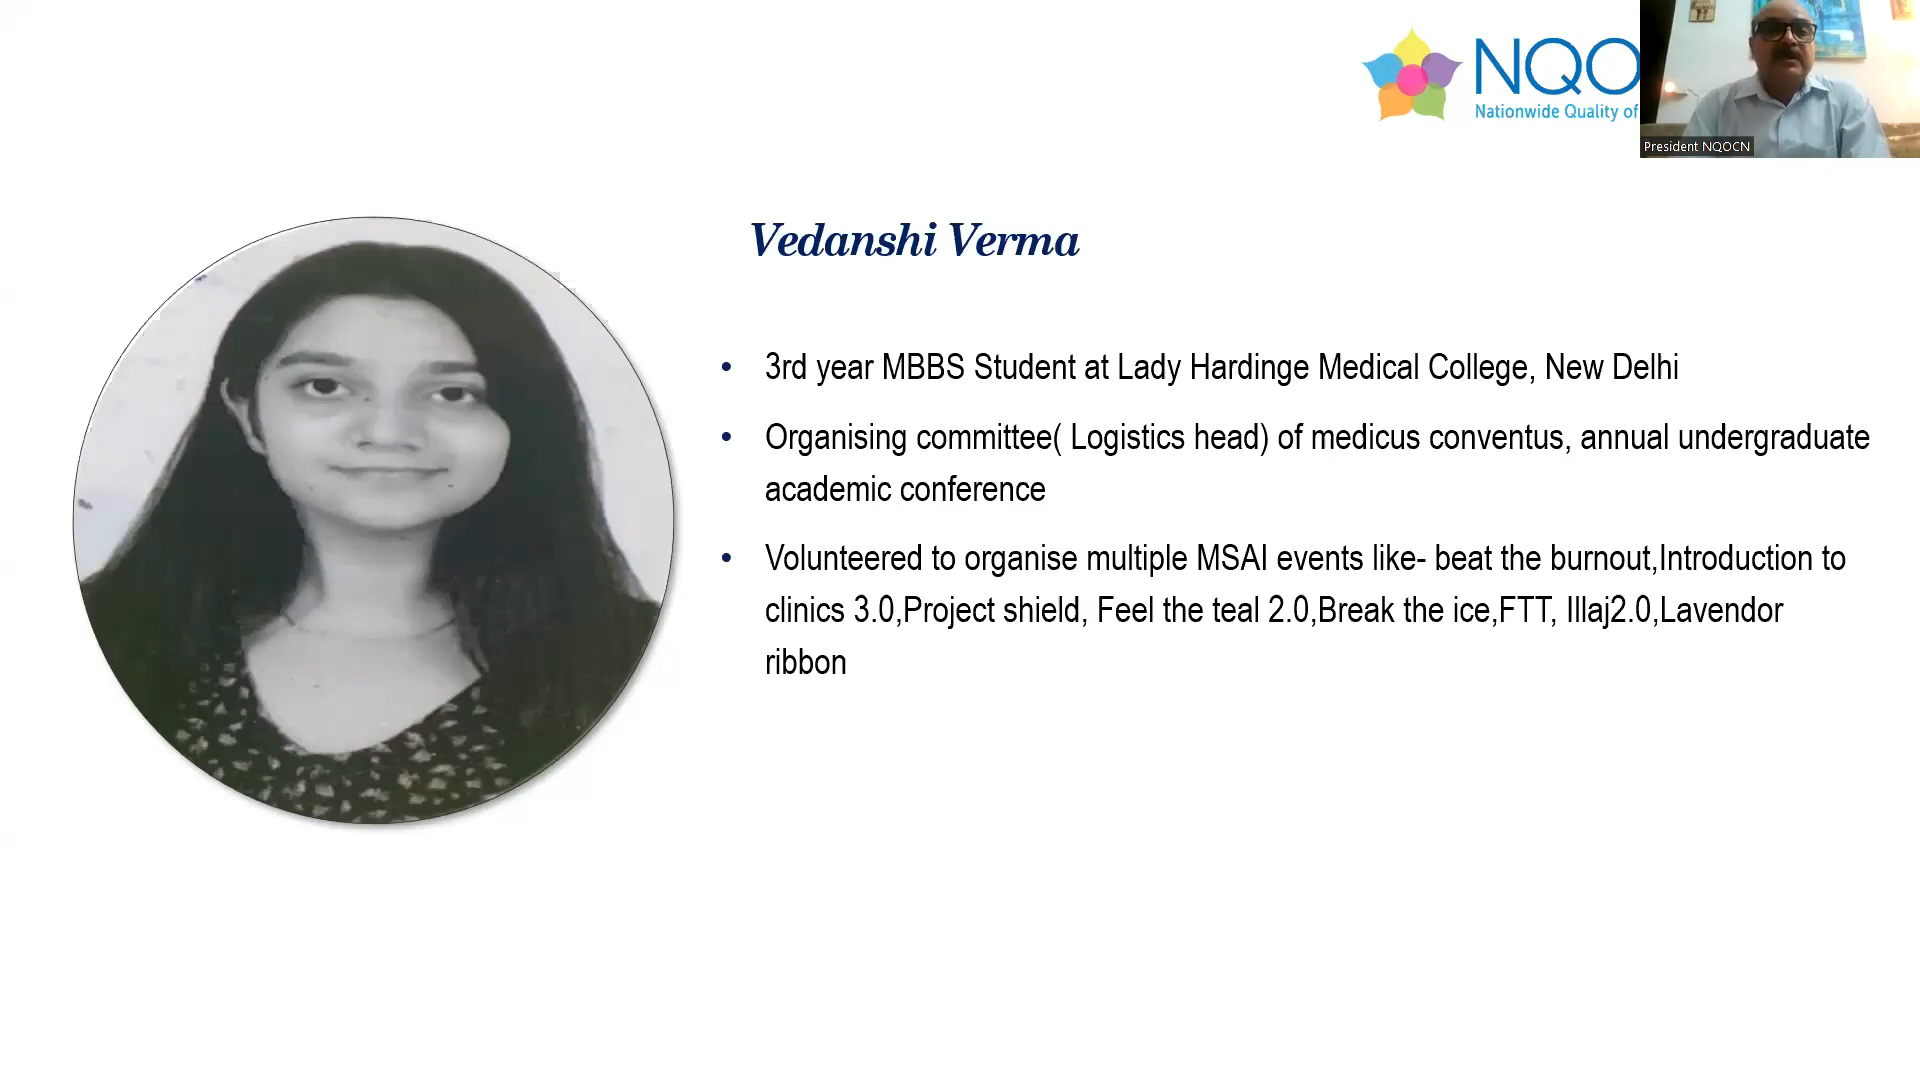 NQO
Nationwide Quality of
President NQOCN
Vedanshi Verma
• 3rd year MBBS Student at Lady Hardinge Medical College, New Delhi
• Organising committee( Logistics head) of medicus conventus, annual undergraduate
academic conference
• Volunteered to organise multiple MSAI events like- beat the burnout,Introduction to
clinics 3.0,Project shield, Feel the teal 2.0,Break the ice,FTT, Illaj2.0,Lavendor
ribbon